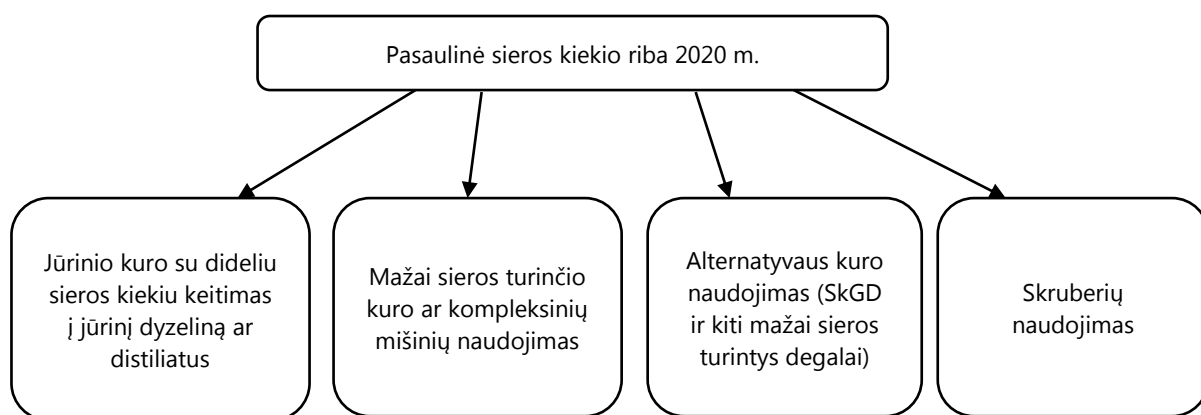 Pasaulinė sieros kiekio riba 2020 m.
Jūrinio kuro su dideliu
sieros kiekiu keitimas
į jūrinį dyzeliną ar
distiliatus
Mažai sieros turinčio
kuro ar kompleksinių
mišinių naudojimas
Alternatyvaus kuro
naudojimas (SkGD
ir kiti mažai sieros
turintys degalai)
Skruberių
naudojimas